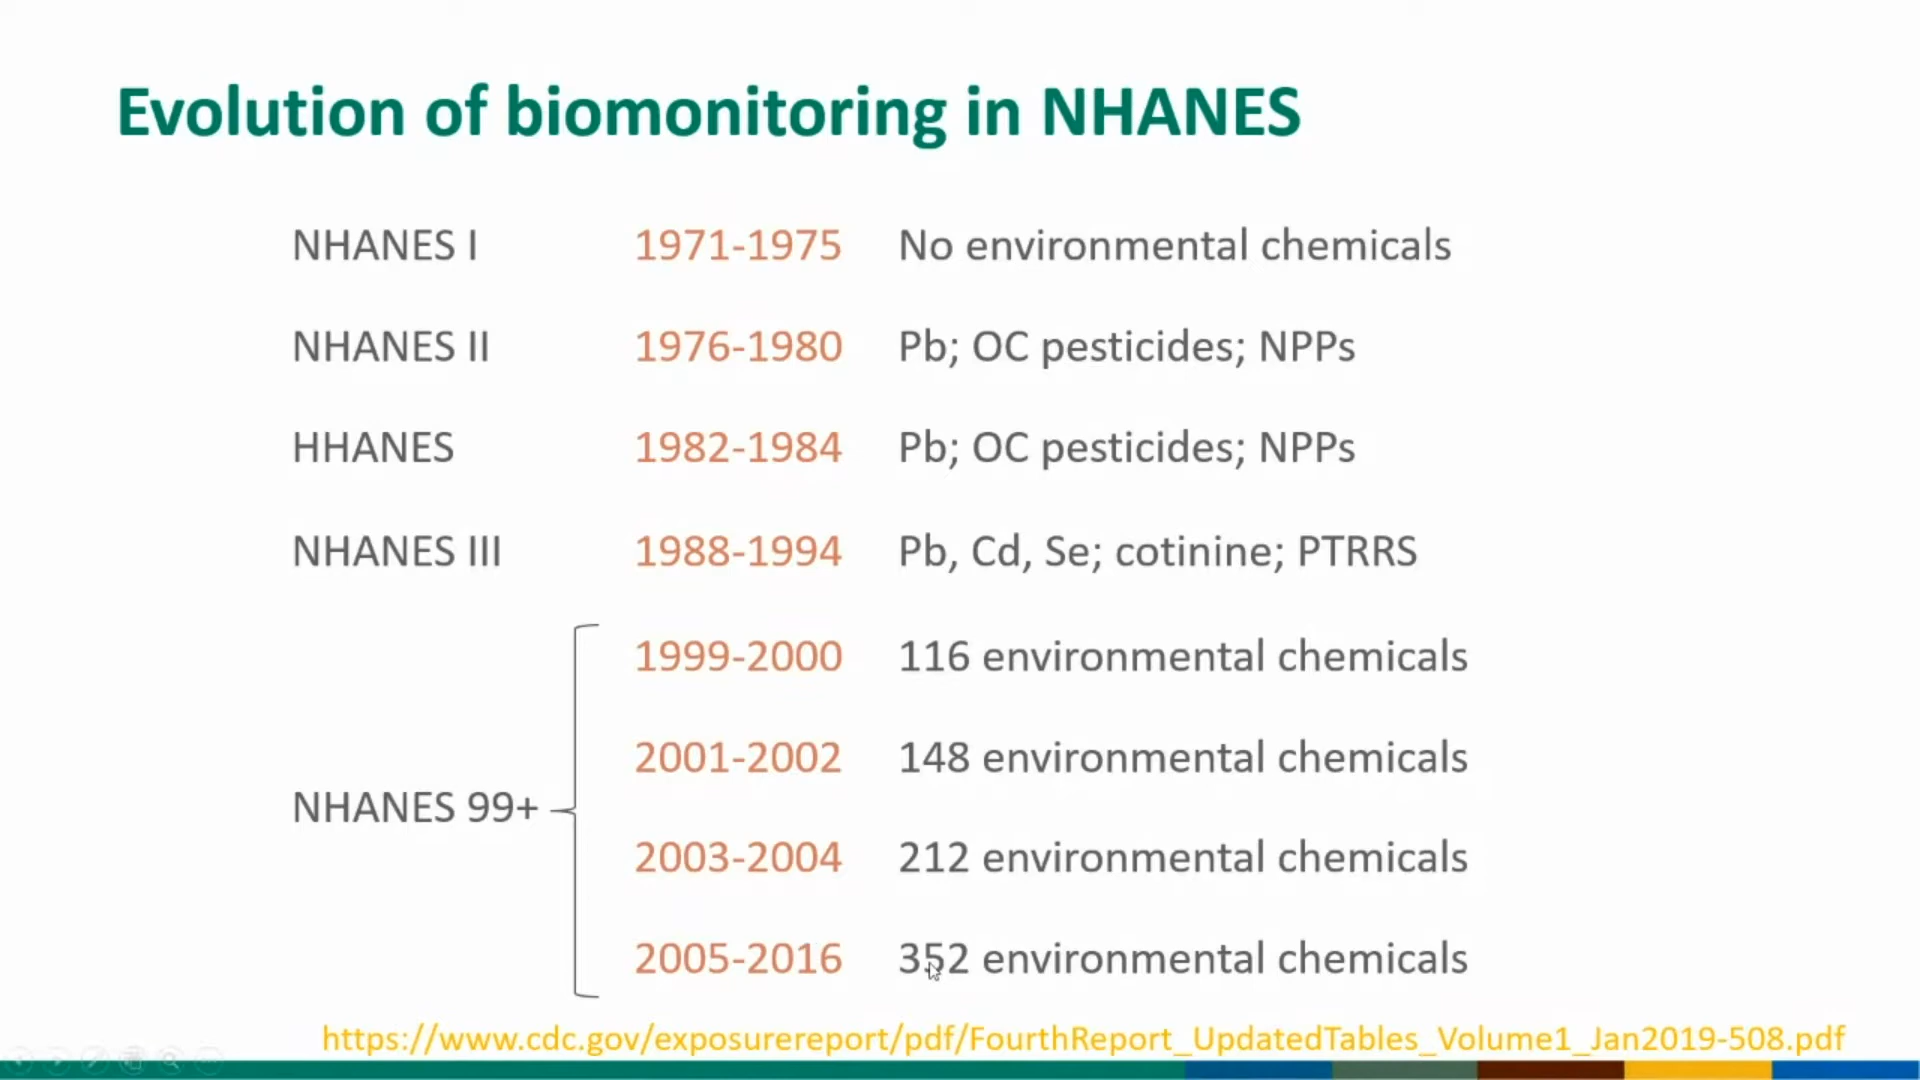 Evolution of biomonitoring in NHANES
NHANES I 1971-1975 No environmental chemicals
NHANES II 1976-1980 Pb; OC pesticides; NPPs
HHANES 1982-1984 Pb; OC pesticides; NPPs
NHANES III 1988-1994 Pb, Cd, Se; cotinine; PTRRS
1999-2000 116 environmental chemicals
2001-2002 148 environmental chemicals
NHANES 99+
2003-2004 212 environmental chemicals
2005-2016 352 environmental chemicals
https://www.cdc.gov/exposurereport/pdf/FourthReport_UpdatedTables_Volume1_Jan2019-508.pdf